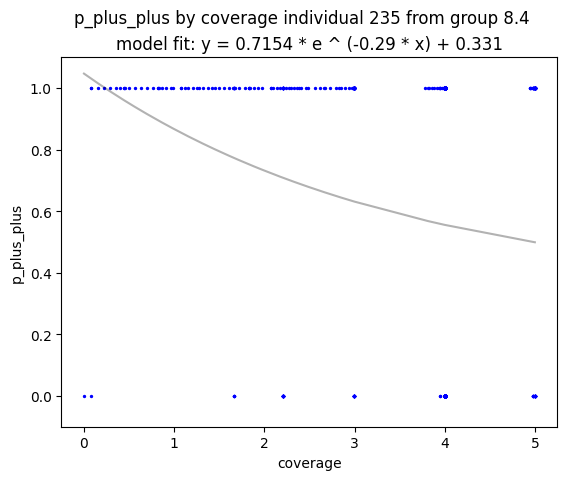 p_plus_plus by coverage individual 235 from group 8.4
model fit: y = 0.7154 * e ^ (-0.29 * x) + 0.331
1.0
0.8
0.6
0.4
0.2
0.0
p_plus_plus
0 1 2 3 4 5
coverage